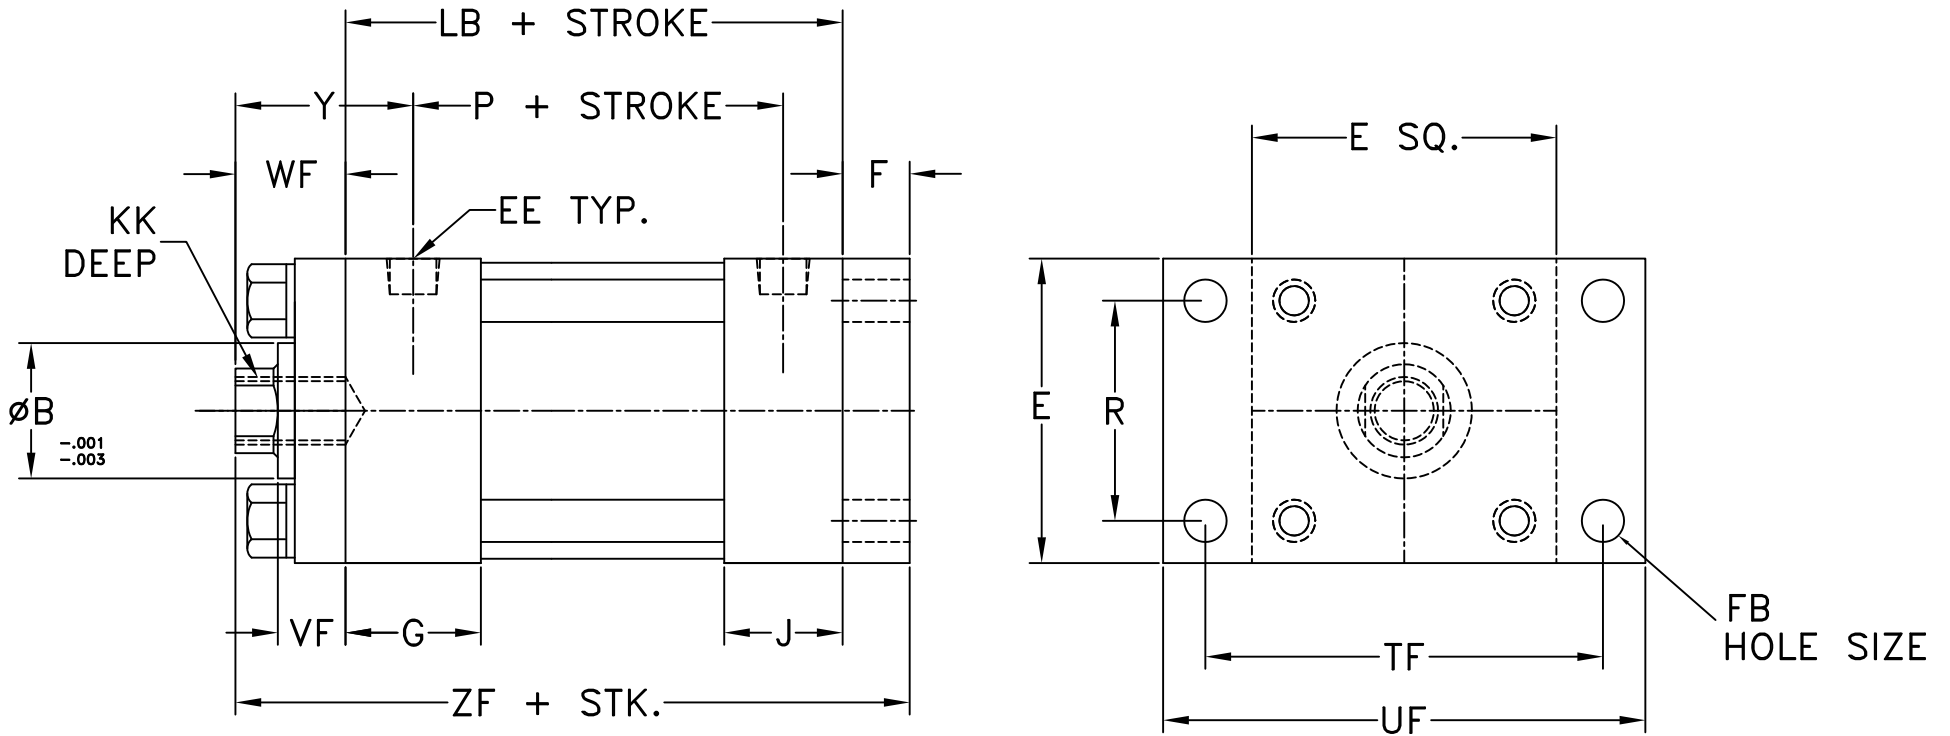 LB + STROKE
Y
P + STROKE
E SQ.
WF
F
KK
DEEP
EE TYP.
øB
-.001
-.003
E
R
VF
G
J
FB
HOLE SIZE
TF
ZF + STK.
UF